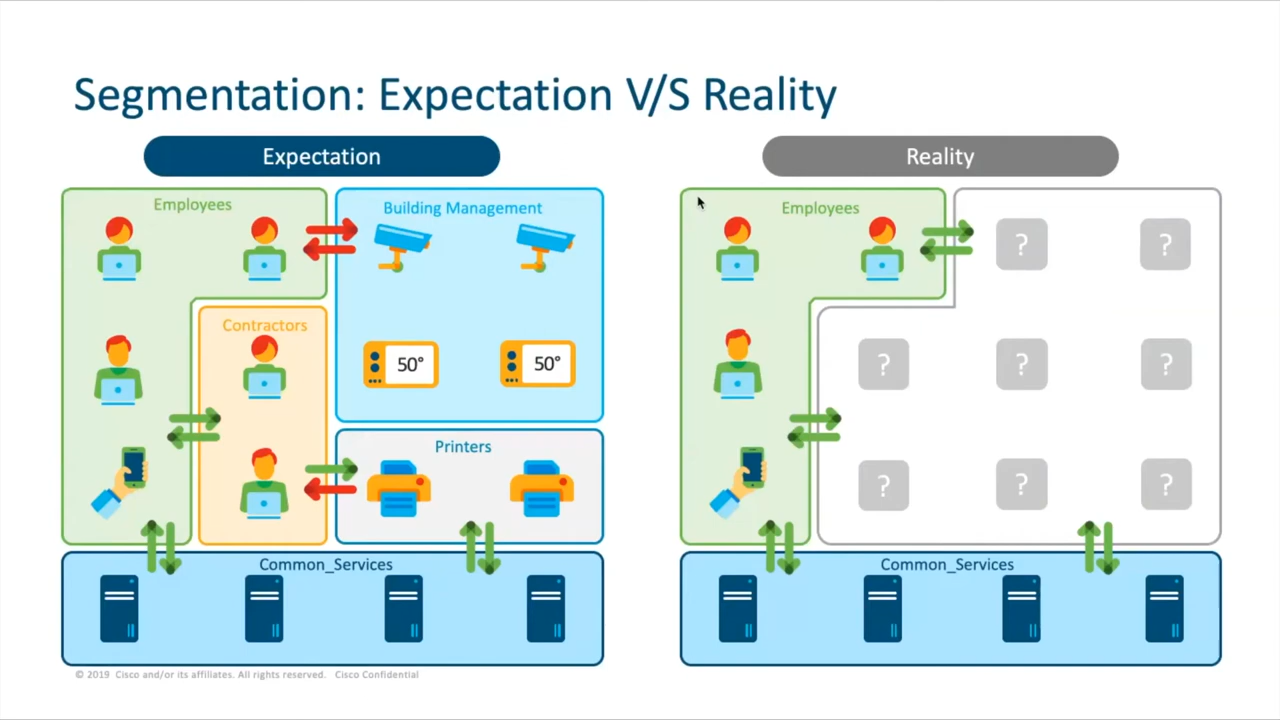 Segmentation: Expectation V/S Reality
Expectation
Employees
Building Management
Contractors
50°
50°
Printers
Common_Services
Reality
Employees
?
?
?
?
?
?
?
?
Common_Services
© 2019 Cisco and/or its affiliates. All rights reserved. Cisco Confidential